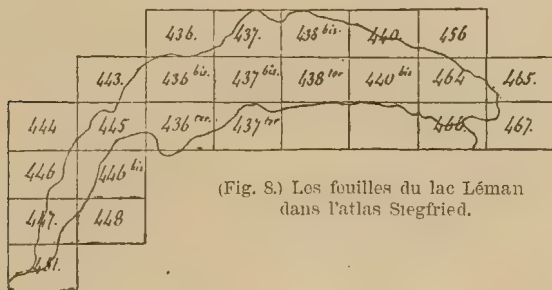 436. 437. 438 bis. 440. 456
443. 436 bis. 437 bis. 438 ter 440 bis 464 465.
444 445 436 ter. 437 ter 466. 467.
446 446 bis
447. 448
451.
(Fig. 8.) Les feuilles du lac Léman
dans l'atlas Siegfried.